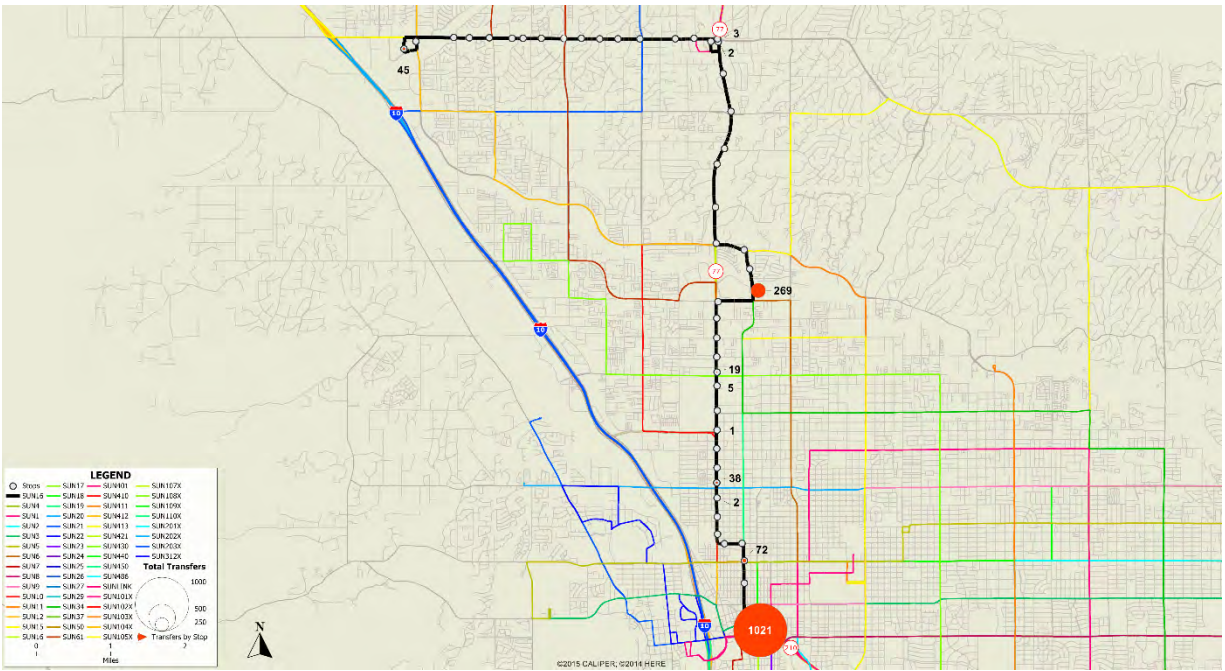 77
3
2
45
10
77
269
10
19
5
1
38
2
72
1021
10
210
LEGEND
Stops
SUN16
SUN4
SUN1
SUN2
SUN3
SUN5
SUN6
SUN7
SUN8
SUN9
SUN10
SUN11
SUN12
SUN15
SUN16
SUN17
SUN18
SUN19
SUN20
SUN21
SUN22
SUN23
SUN24
SUN25
SUN26
SUN27
SUN29
SUN34
SUN37
SUN50
SUN61
SUN401
SUN410
SUN411
SUN412
SUN413
SUN421
SUN430
SUN440
SUN450
SUN486
SUNLINK
SUN101X
SUN102X
SUN103X
SUN104X
SUN105X
SUN107X
SUN108X
SUN109X
SUN110X
SUN201X
SUN202X
SUN203X
SUN312X
Total Transfers
1000
500
250
Transfers by Stop
0 1 2
Miles
N
©2015 CALIPER; ©2014 HERE